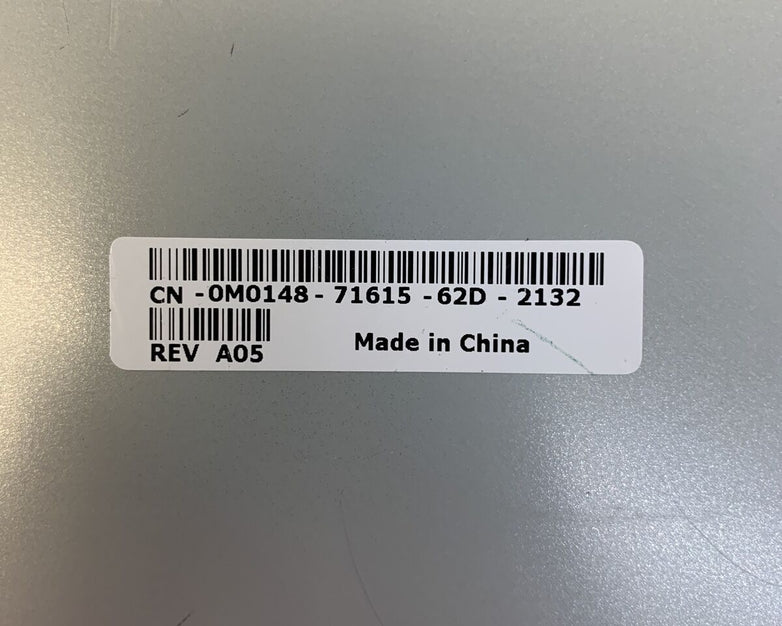 CN -0M0148- 71615 -62D - 2132
REV A05
Made in China